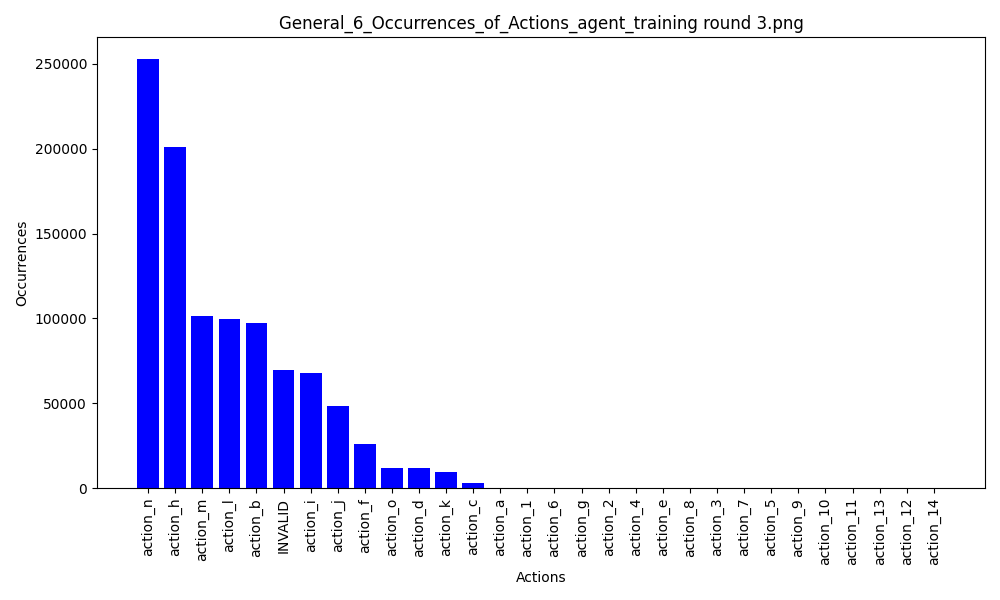 General_6_Occurrences_of_Actions_agent_training round 3.png
Occurrences
250000
200000
150000
100000
50000
0
action_n
action_h
action_m
action_l
action_b
INVALID
action_i
action_j
action_f
action_o
action_d
action_k
action_c
action_a
action_1
action_6
action_g
action_2
action_4
action_e
action_8
action_3
action_7
action_5
action_9
action_10
action_11
action_13
action_12
action_14
Actions